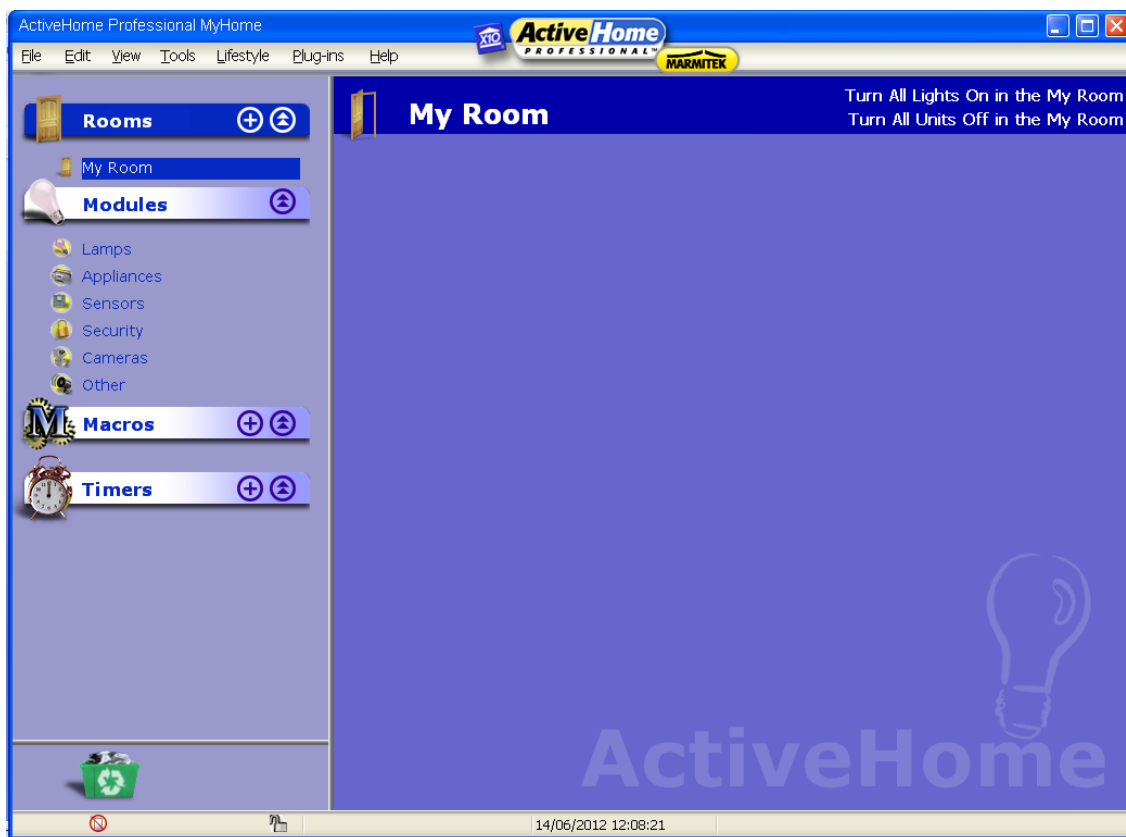 ActiveHome Professional MyHome
X10 ActiveHome
PROFESSIONAL™
MARMITEK
File Edit View Tools Lifestyle Plug-ins Help
Rooms
My Room
Modules
Lamps
Appliances
Sensors
Security
Cameras
Other
M Macros
Timers
My Room
Turn All Lights On in the My Room
Turn All Units Off in the My Room
ActiveHome
14/06/2012 12:08:21